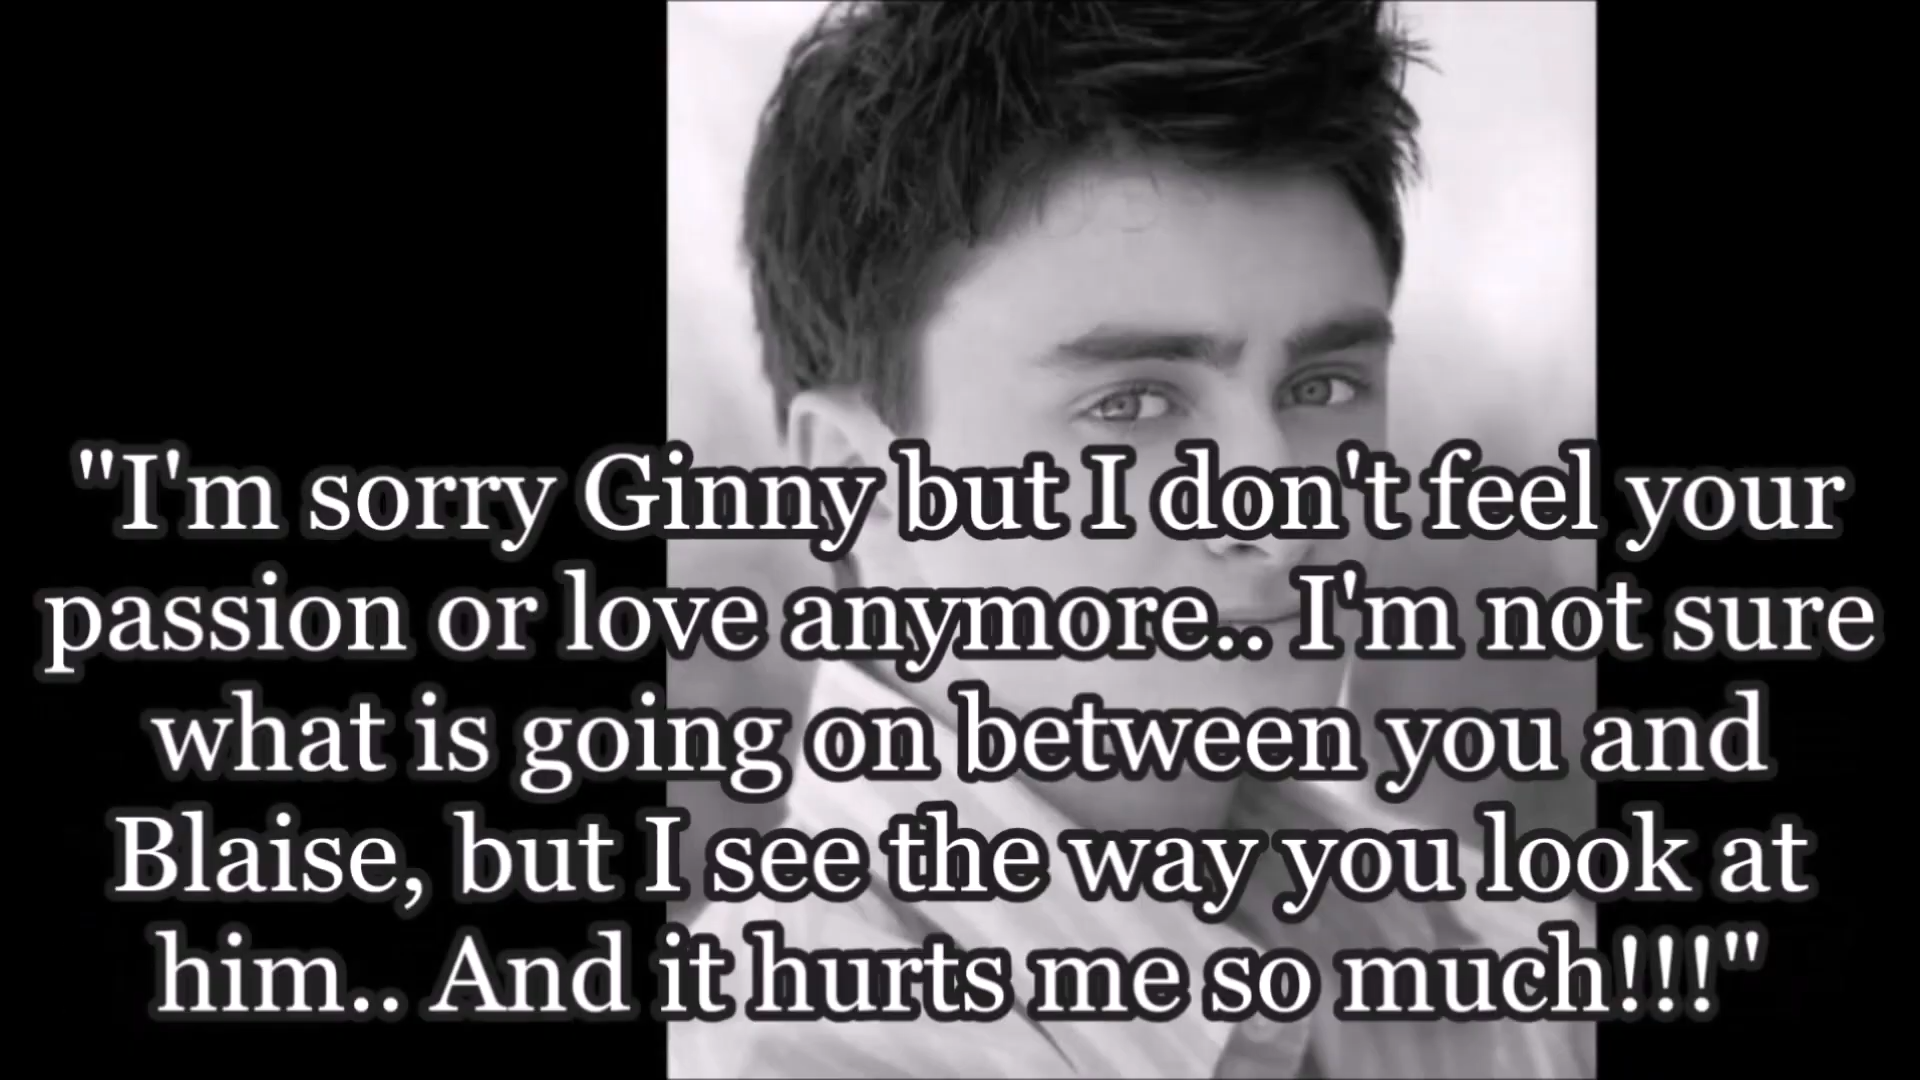 "I'm sorry Ginny but I don't feel your
passion or love anymore.. I'm not sure
what is going on between you and
Blaise, but I see the way you look at
him.. And it hurts me so much!!!"